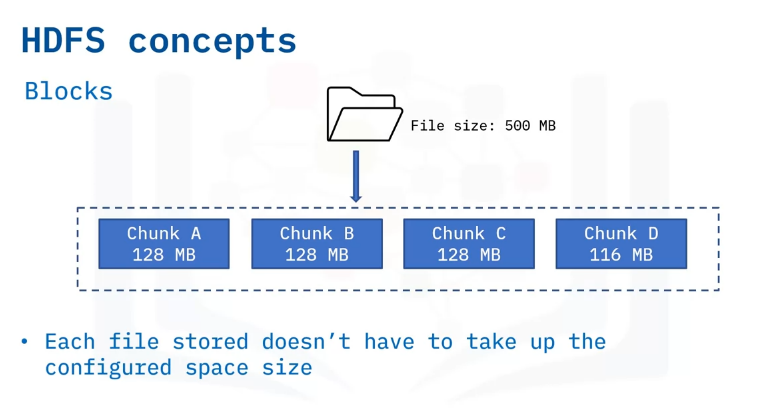 HDFS concepts
Blocks
File size: 500 MB
Chunk A
128 MB
Chunk B
128 MB
Chunk C
128 MB
Chunk D
116 MB
• Each file stored doesn’t have to take up the
configured space size